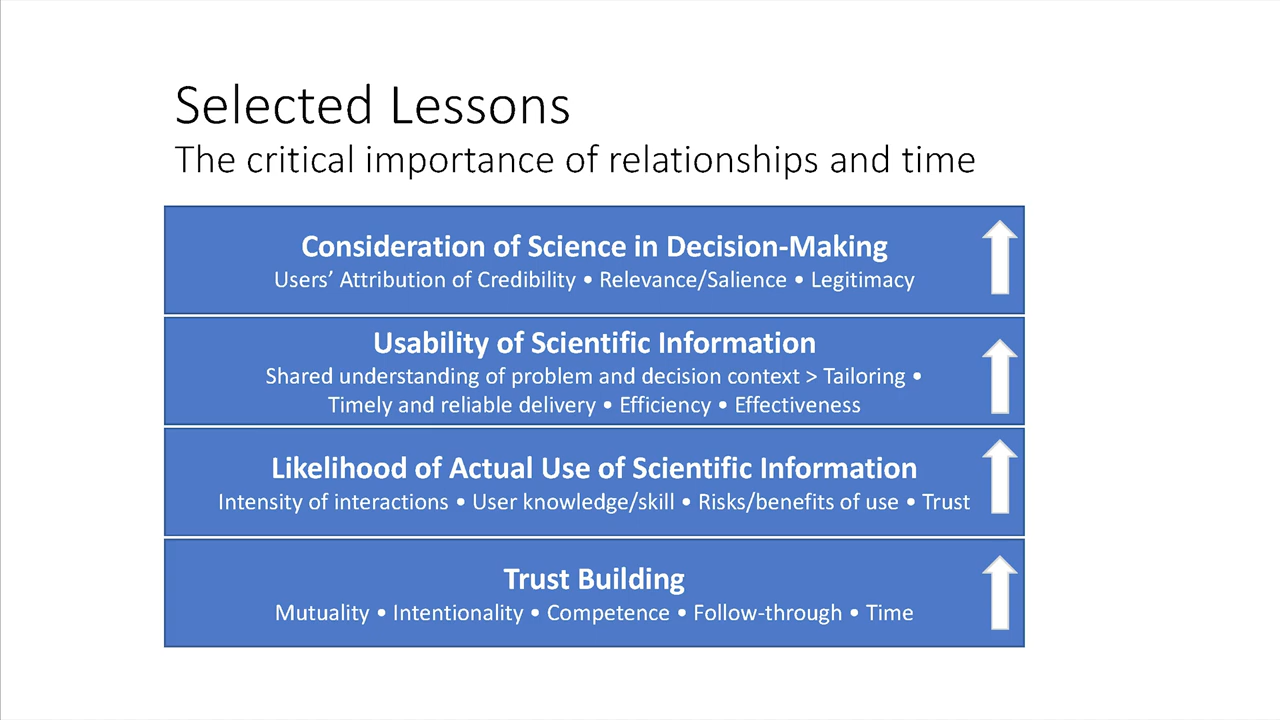 Selected Lessons
The critical importance of relationships and time
Consideration of Science in Decision-Making
Users’ Attribution of Credibility • Relevance/Salience • Legitimacy
Usability of Scientific Information
Shared understanding of problem and decision context > Tailoring •
Timely and reliable delivery • Efficiency • Effectiveness
Likelihood of Actual Use of Scientific Information
Intensity of interactions • User knowledge/skill • Risks/benefits of use • Trust
Trust Building
Mutuality • Intentionality • Competence • Follow-through • Time